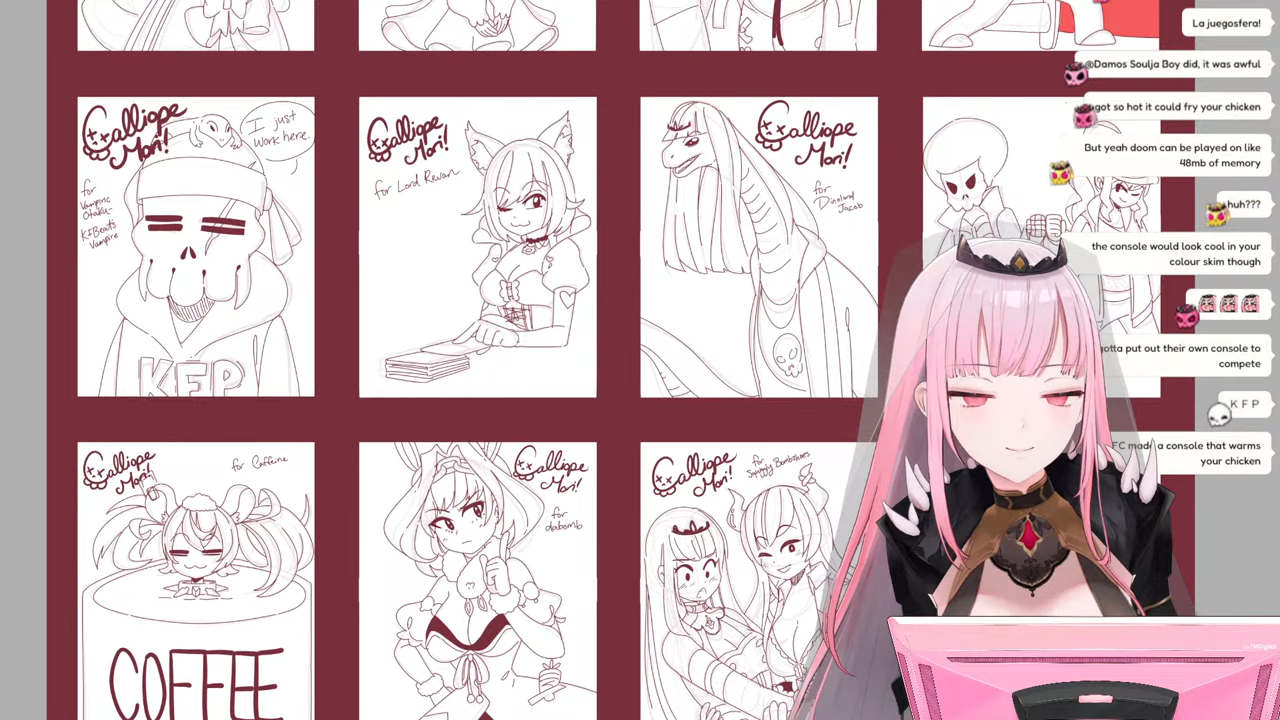 Calliope
Mori!
I just
work here.
for
Vampiric
Otaku-
KFBeats
Vampire
KFP
Calliope
Mori!
for Lord Revan
Calliope
Mori!
for
Dinoland
Jacob
Calliope
Mori!
for Caffeine
COFFEE
Calliope
Mori!
for
dabomb
Calliope
Mori!
for
La juegosfera!
@Damos Soulja Boy did, it was awful
got so hot it could fry your chicken
But yeah doom can be played on like
48mb of memory
huh???
the console would look cool in your
colour skim though
gotta put out their own console to
compete
K F P
FC made a console that warms
your chicken